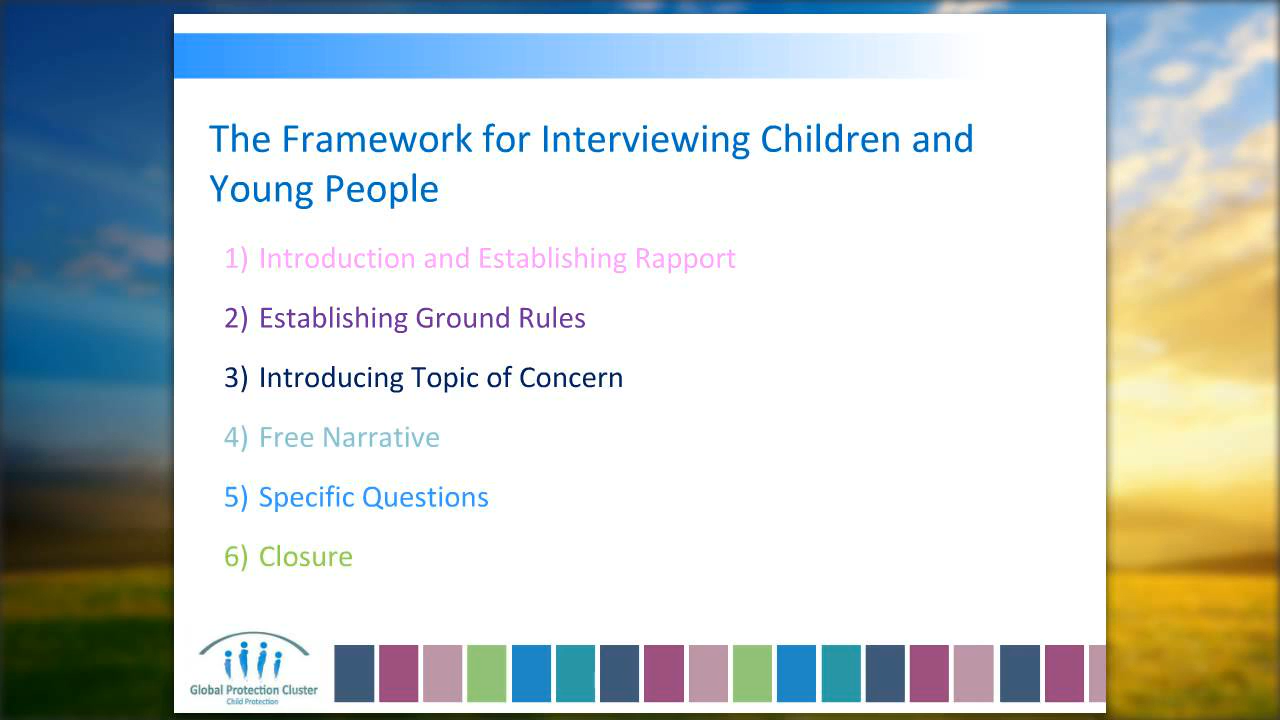 The Framework for Interviewing Children and
Young People
1) Introduction and Establishing Rapport
2) Establishing Ground Rules
3) Introducing Topic of Concern
4) Free Narrative
5) Specific Questions
6) Closure
Global Protection Cluster
Child Protection